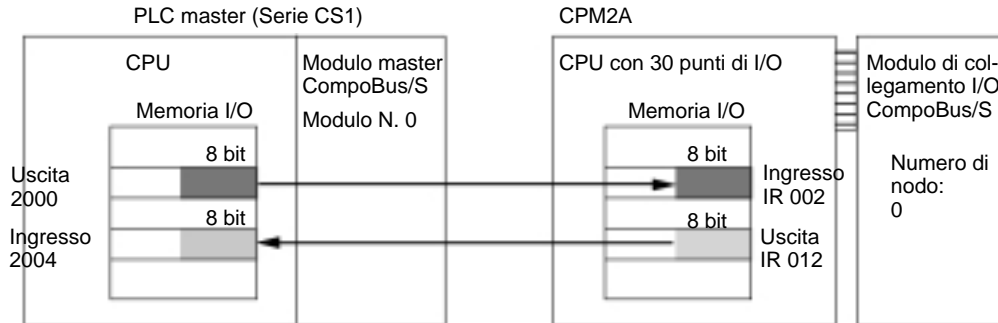 PLC master (Serie CS1)
CPM2A
CPU
Modulo master
CompoBus/S
Modulo N. 0
CPU con 30 punti di I/O
Modulo di col-
legamento I/O
CompoBus/S
Memoria I/O
Memoria I/O
8 bit
8 bit
Uscita
2000
Ingresso
IR 002
Numero di
nodo:
0
8 bit
8 bit
Ingresso
2004
Uscita
IR 012